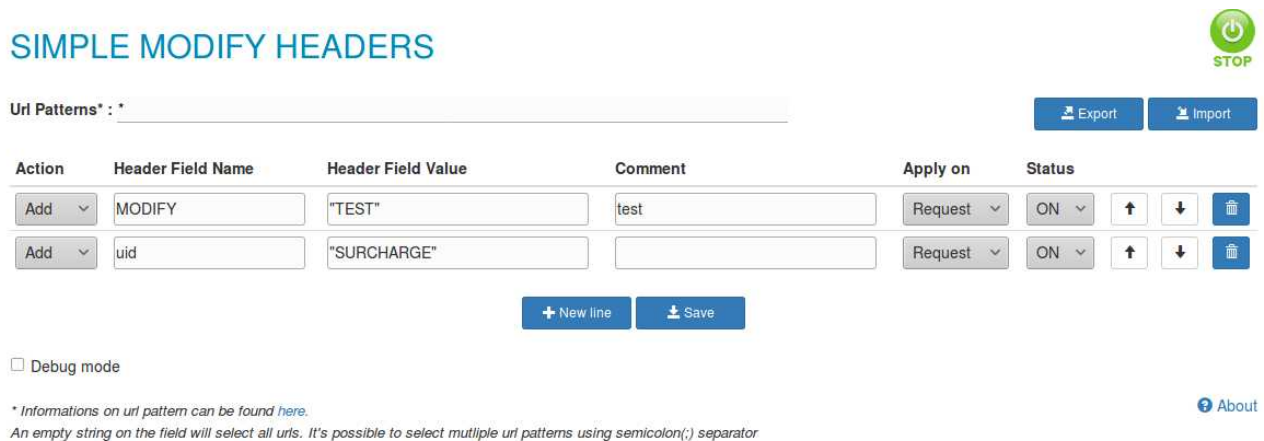 SIMPLE MODIFY HEADERS
STOP
Url Patterns* : *
Export Import
Action Header Field Name Header Field Value Comment Apply on Status
Add MODIFY "TEST" test Request ON
Add uid "SURCHARGE" Request ON
New line Save
Debug mode
* Informations on url pattern can be found here.
About
An empty string on the field will select all urls. It's possible to select mutliple url patterns using semicolon(;) separator